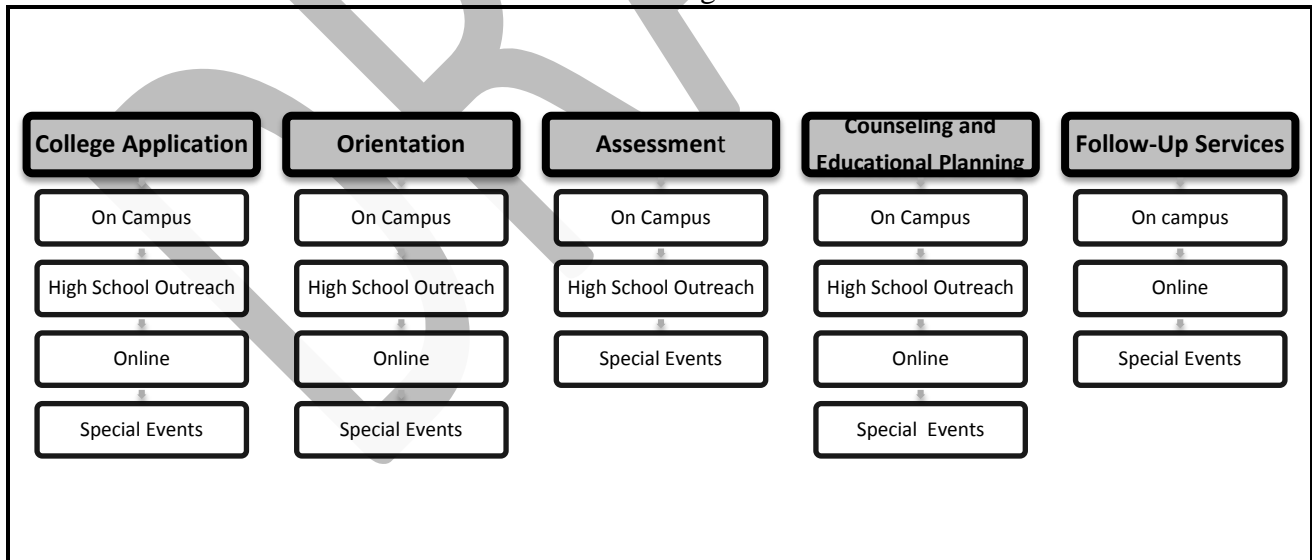 College Application
On Campus
High School Outreach
Online
Special Events
Orientation
On Campus
High School Outreach
Online
Special Events
Assessment
On Campus
High School Outreach
Special Events
Counseling and
Educational Planning
On Campus
High School Outreach
Online
Special Events
Follow-Up Services
On campus
Online
Special Events